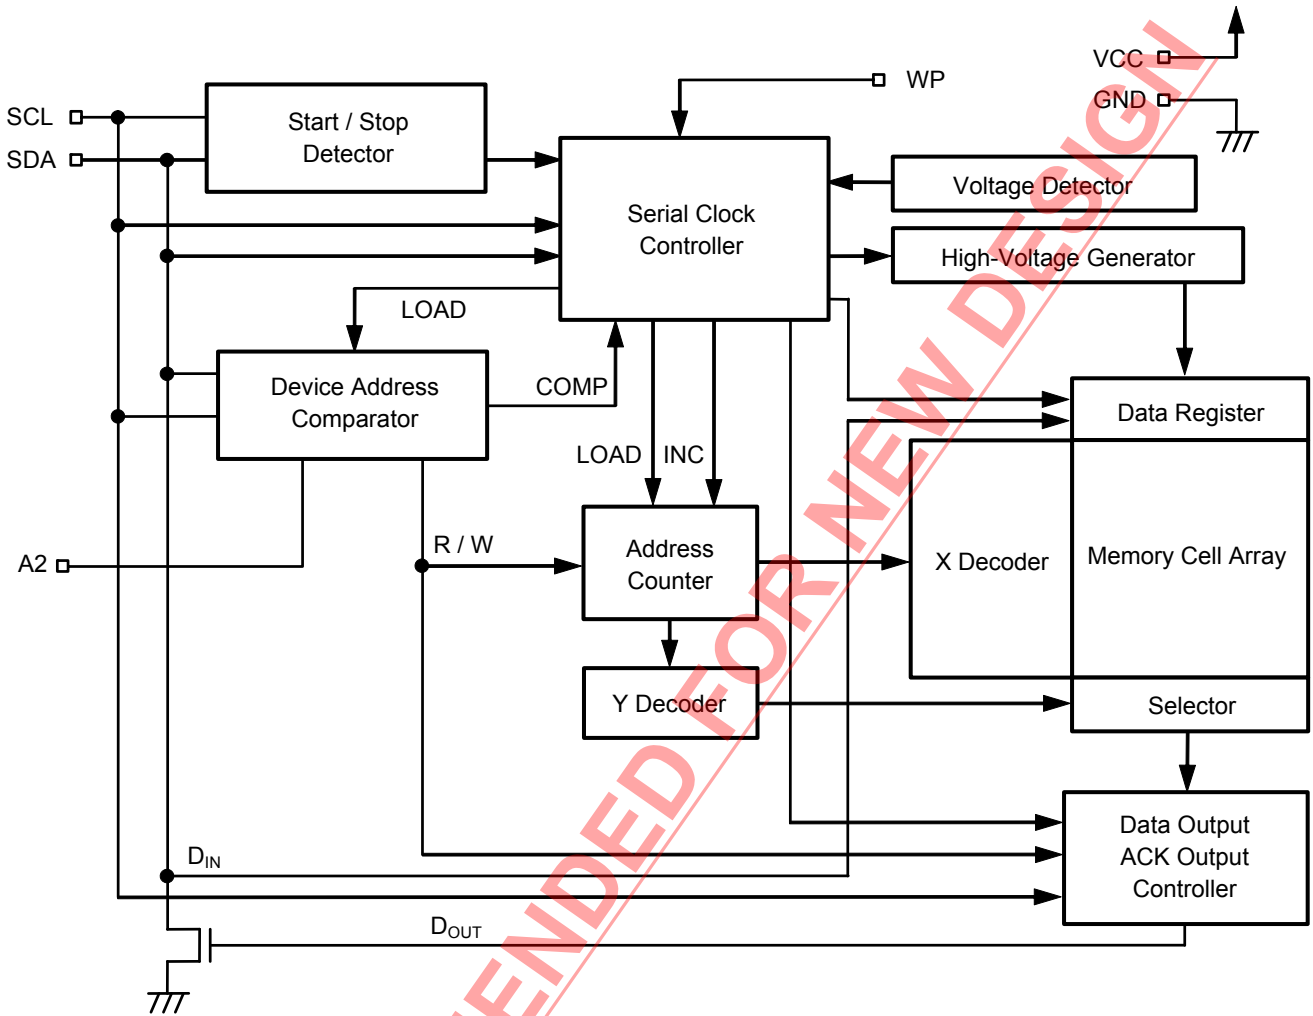 VCC
WP
GND
SCL
SDA
Start / Stop
Detector
Voltage Detector
Serial Clock
Controller
High-Voltage Generator
LOAD
Device Address
Comparator
COMP
Data Register
LOAD
INC
R / W
A2
Address
Counter
X Decoder
Memory Cell Array
Y Decoder
Selector
Data Output
ACK Output
Controller
DIN
DOUT
ENDED FOR NEW DESIGN